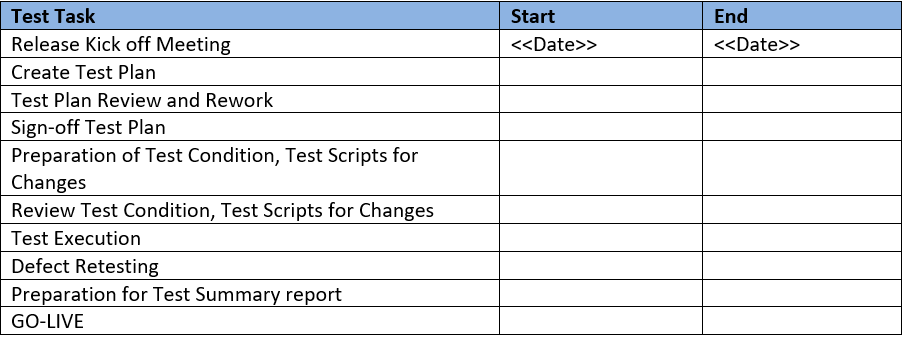 Test Task Start End
Release Kick off Meeting <<Date>> <<Date>>
Create Test Plan
Test Plan Review and Rework
Sign-off Test Plan
Preparation of Test Condition, Test Scripts for
Changes
Review Test Condition, Test Scripts for Changes
Test Execution
Defect Retesting
Preparation for Test Summary report
GO-LIVE